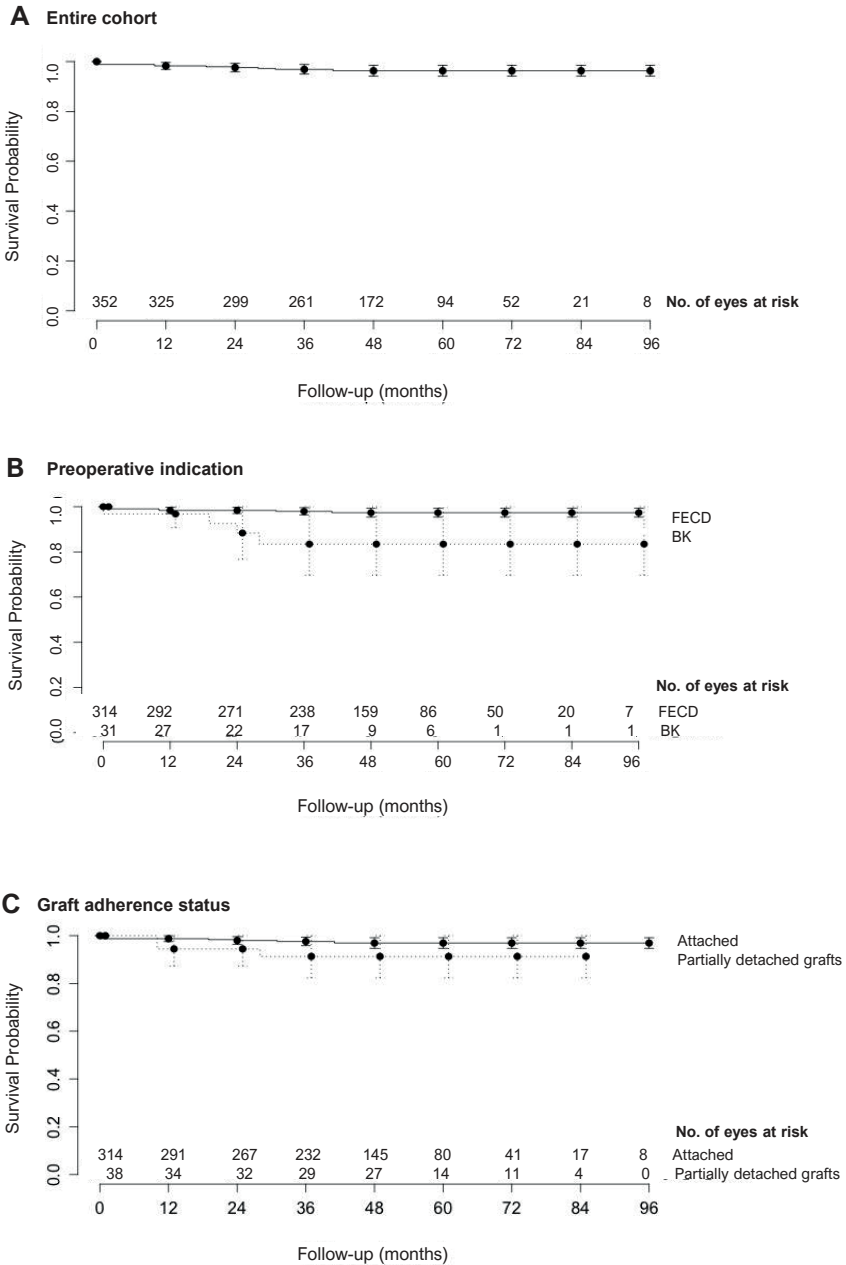 A Entire cohort
1.0
0.8
0.6
0.4
0.2
0.0
Survival Probability
352 325 299 261 172 94 52 21 8 No. of eyes at risk
0 12 24 36 48 60 72 84 96
Follow-up (months)
B Preoperative indication
1.0
0.8
0.6
0.4
0.2
0.0
Survival Probability
FECD
BK
No. of eyes at risk
314 292 271 238 159 86 50 20 7 FECD
31 27 22 17 9 6 1 1 1 BK
0 12 24 36 48 60 72 84 96
Follow-up (months)
C Graft adherence status
1.0
0.8
0.6
0.4
0.2
0.0
Survival Probability
Attached
Partially detached grafts
No. of eyes at risk
314 291 267 232 145 80 41 17 8 Attached
38 34 32 29 27 14 11 4 0 Partially detached grafts
0 12 24 36 48 60 72 84 96
Follow-up (months)